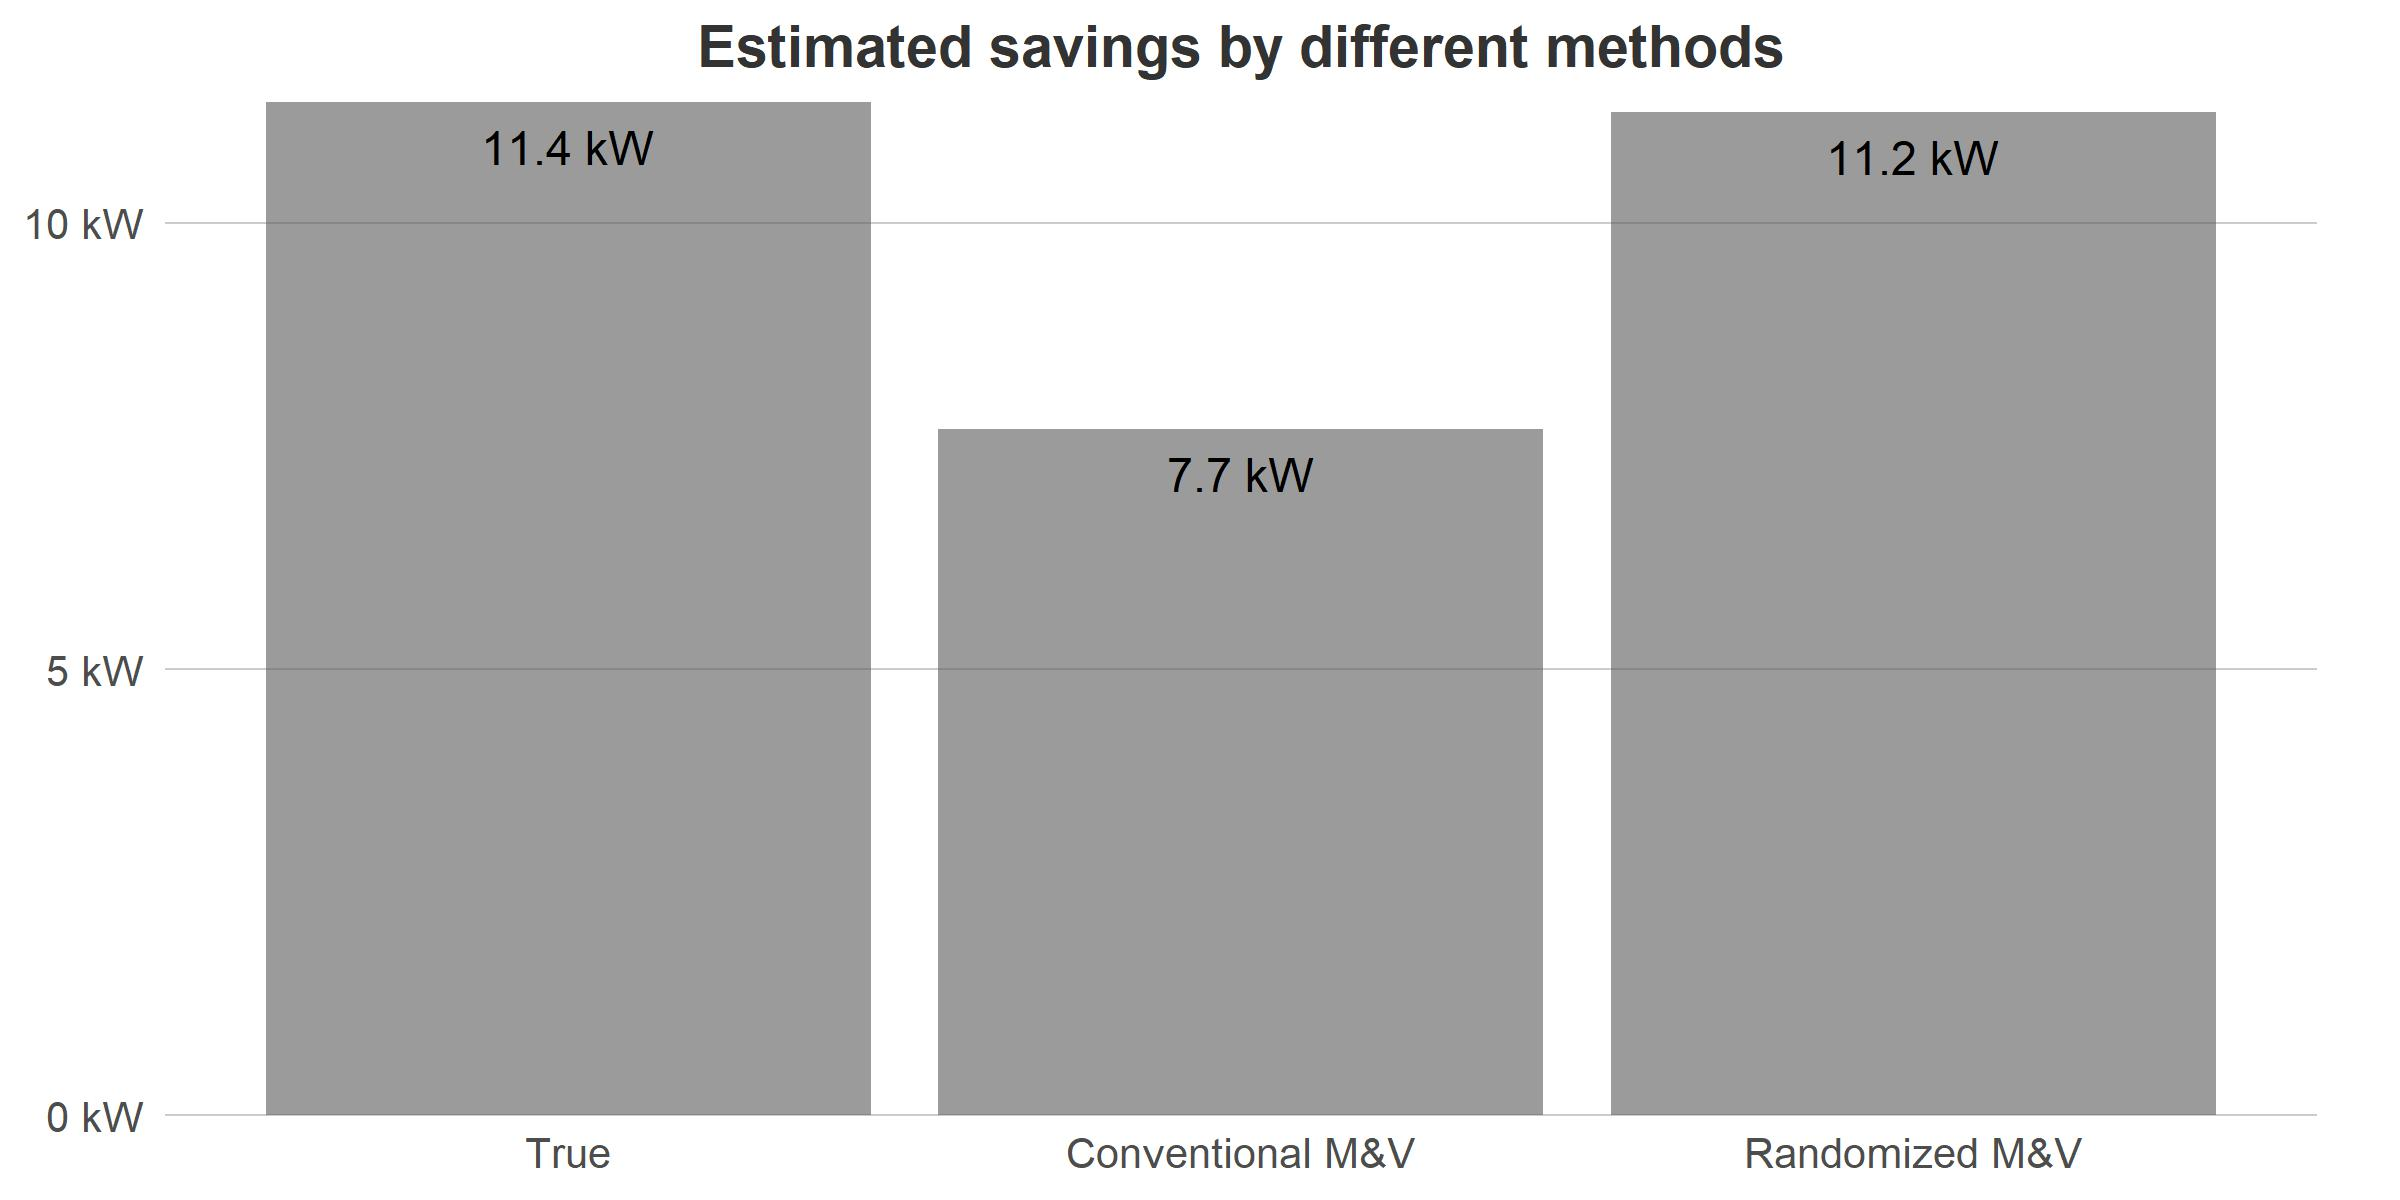 Estimated savings by different methods
11.4 kW
11.2 kW
10 kW
7.7 kW
5 kW
0 kW
True
Conventional M&V
Randomized M&V